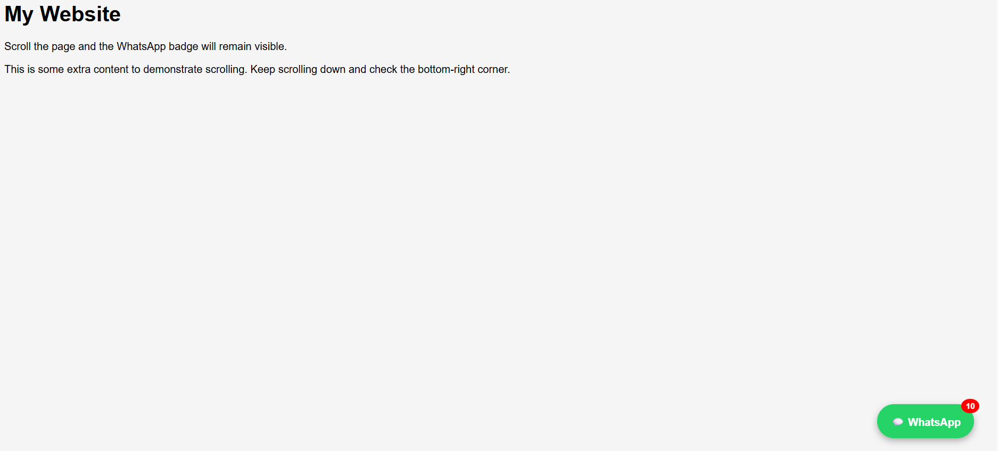 My Website
Scroll the page and the WhatsApp badge will remain visible.
This is some extra content to demonstrate scrolling. Keep scrolling down and check the bottom-right corner.
10
WhatsApp